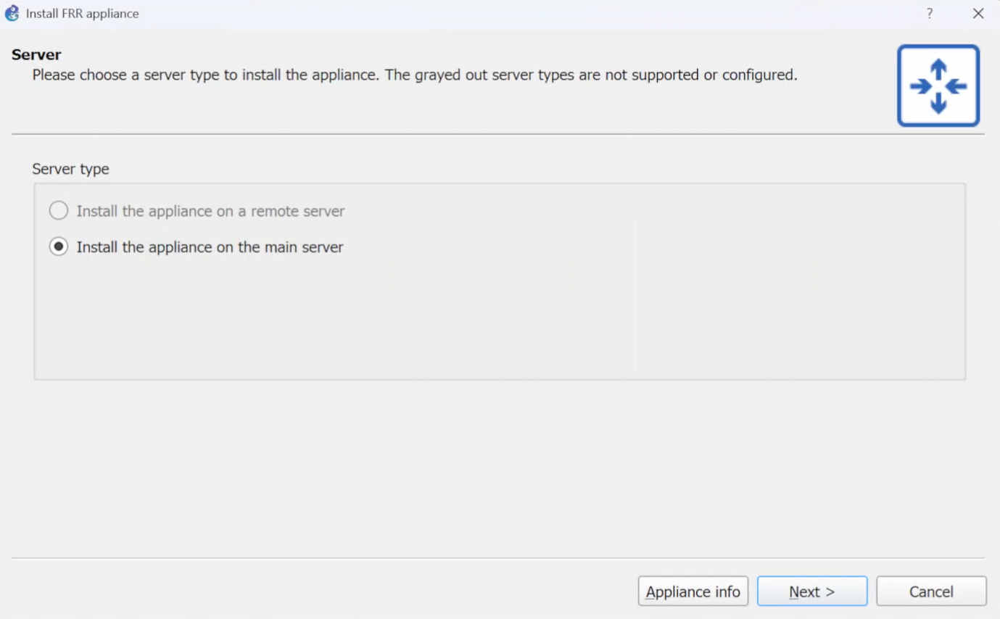 Install FRR appliance
?
Server
Please choose a server type to install the appliance. The grayed out server types are not supported or configured.
Server type
Install the appliance on a remote server
Install the appliance on the main server
Appliance info
Next >
Cancel